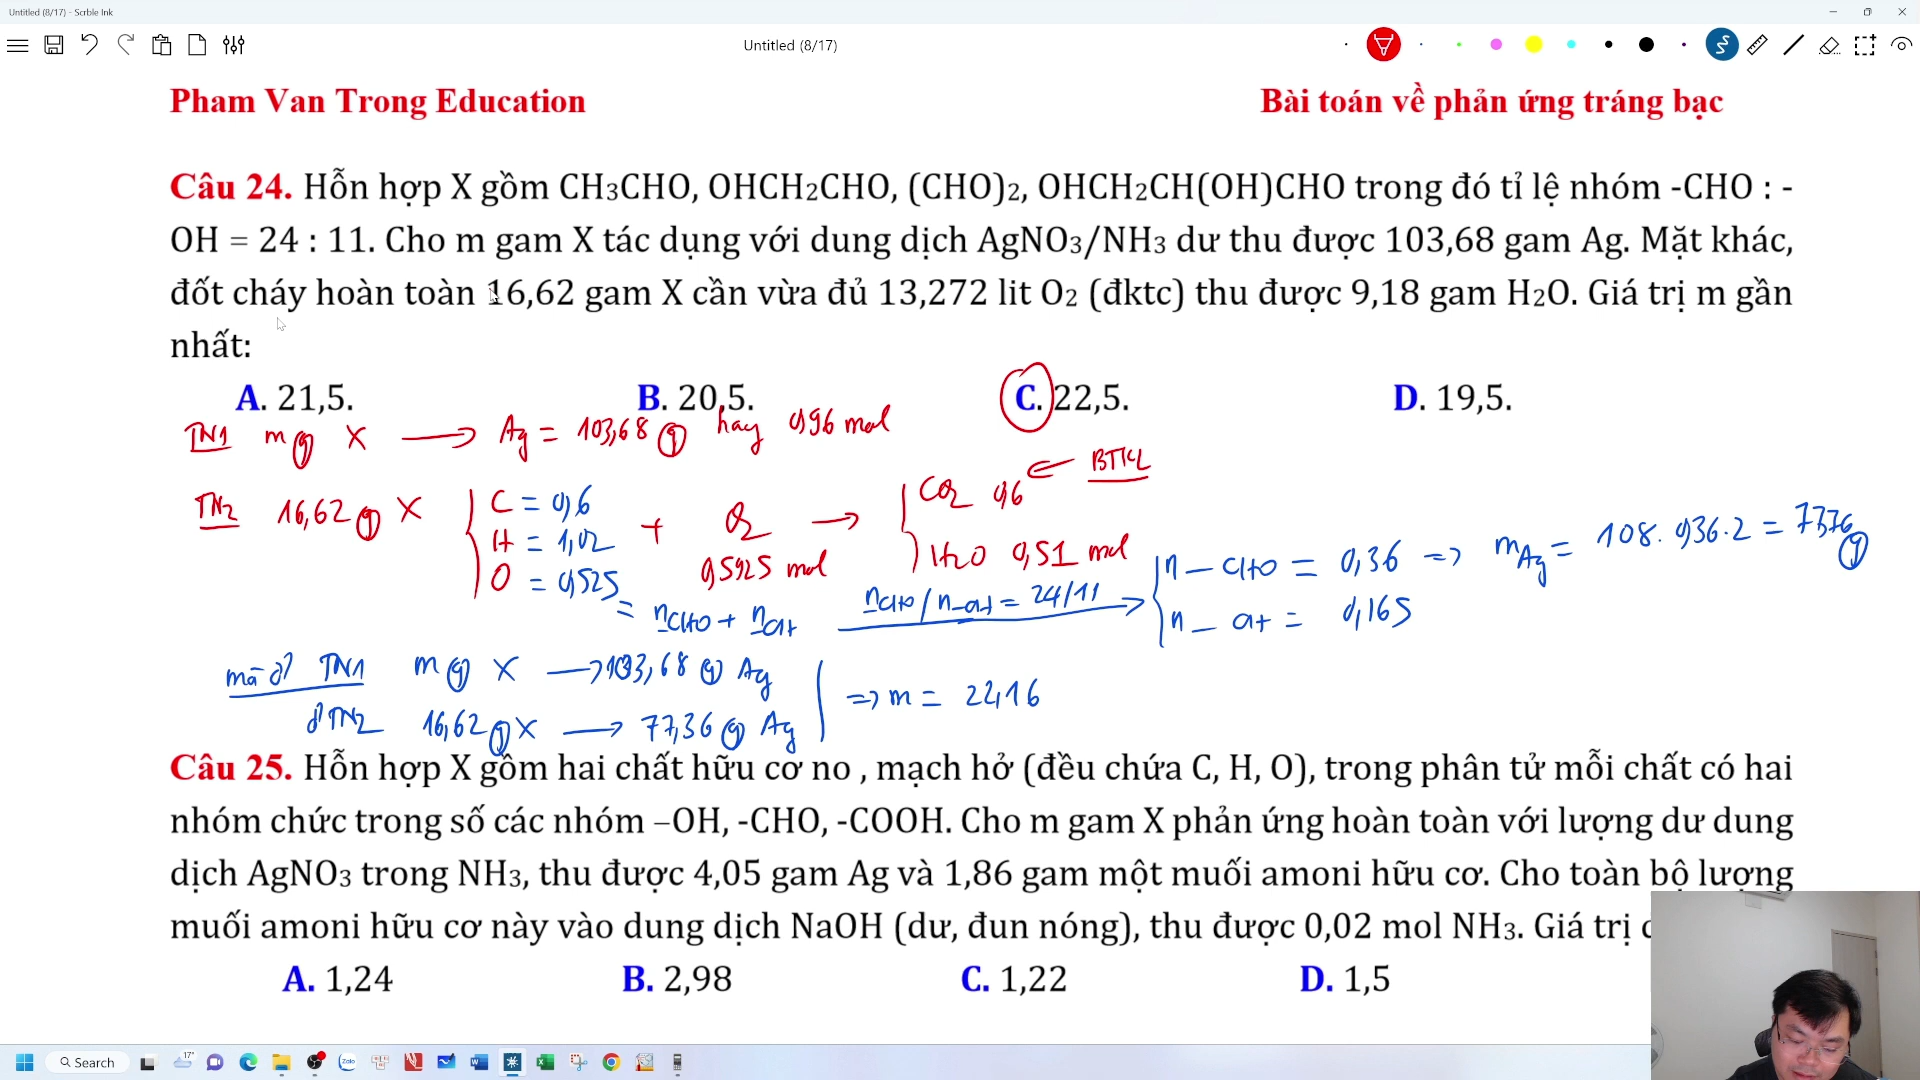 Untitled (8/17) - Scrble Ink
Untitled (8/17)
Pham Van Trong Education
Bài toán về phản ứng tráng bạc
Câu 24. Hỗn hợp X gồm CH3CHO, OHCH2CHO, (CHO)2, OHCH2CH(OH)CHO trong đó tỉ lệ nhóm -CHO : -
OH = 24 : 11. Cho m gam X tác dụng với dung dịch AgNO3/NH3 dư thu được 103,68 gam Ag. Mặt khác,
đốt cháy hoàn toàn 16,62 gam X cần vừa đủ 13,272 lit O2 (đktc) thu được 9,18 gam H2O. Giá trị m gần
nhất:
A. 21,5. B. 20,5. C. 22,5. D. 19,5.
TN1 m g X → Ag = 103,68 g hay 0,96 mol
TN2 16,62 g X C = 0,6 H = 1,02 O = 0,525 + O2 0,5925 mol → CO2 0,6 ⇐ BTKL H2O 0,51 mol
= nCHO + nOH
nCHO / n-OH = 24/11
n – CHO = 0,36 => mAg = 108. 0,36.2 = 77,76 g
n – OH = 0,165
mà ở TN1 m g X → 103,68 g Ag
ở TN2 16,62 g X → 77,36 g Ag
=> m = 22,16
Câu 25. Hỗn hợp X gồm hai chất hữu cơ no , mạch hở (đều chứa C, H, O), trong phân tử mỗi chất có hai
nhóm chức trong số các nhóm –OH, -CHO, -COOH. Cho m gam X phản ứng hoàn toàn với lượng dư dung
dịch AgNO3 trong NH3, thu được 4,05 gam Ag và 1,86 gam một muối amoni hữu cơ. Cho toàn bộ lượng
muối amoni hữu cơ này vào dung dịch NaOH (dư, đun nóng), thu được 0,02 mol NH3. Giá trị
A. 1,24 B. 2,98 C. 1,22 D. 1,5
17°
Search
Zalo